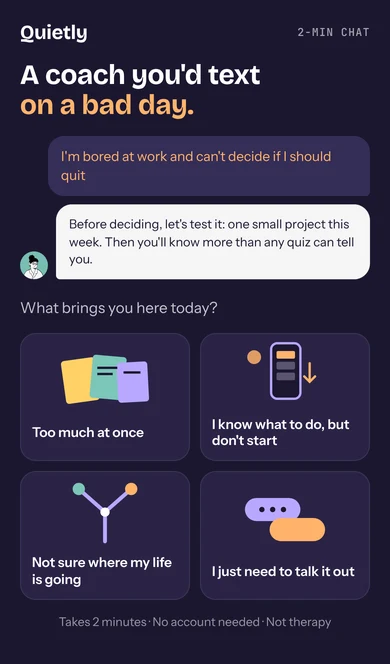 Quietly
2-MIN CHAT
A coach you'd text
on a bad day.
I'm bored at work and can't decide if I should
quit
Before deciding, let's test it: one small project this
week. Then you'll know more than any quiz can tell
you.
What brings you here today?
Too much at once
I know what to do, but
don't start
Not sure where my life
is going
I just need to talk it out
Takes 2 minutes · No account needed · Not therapy